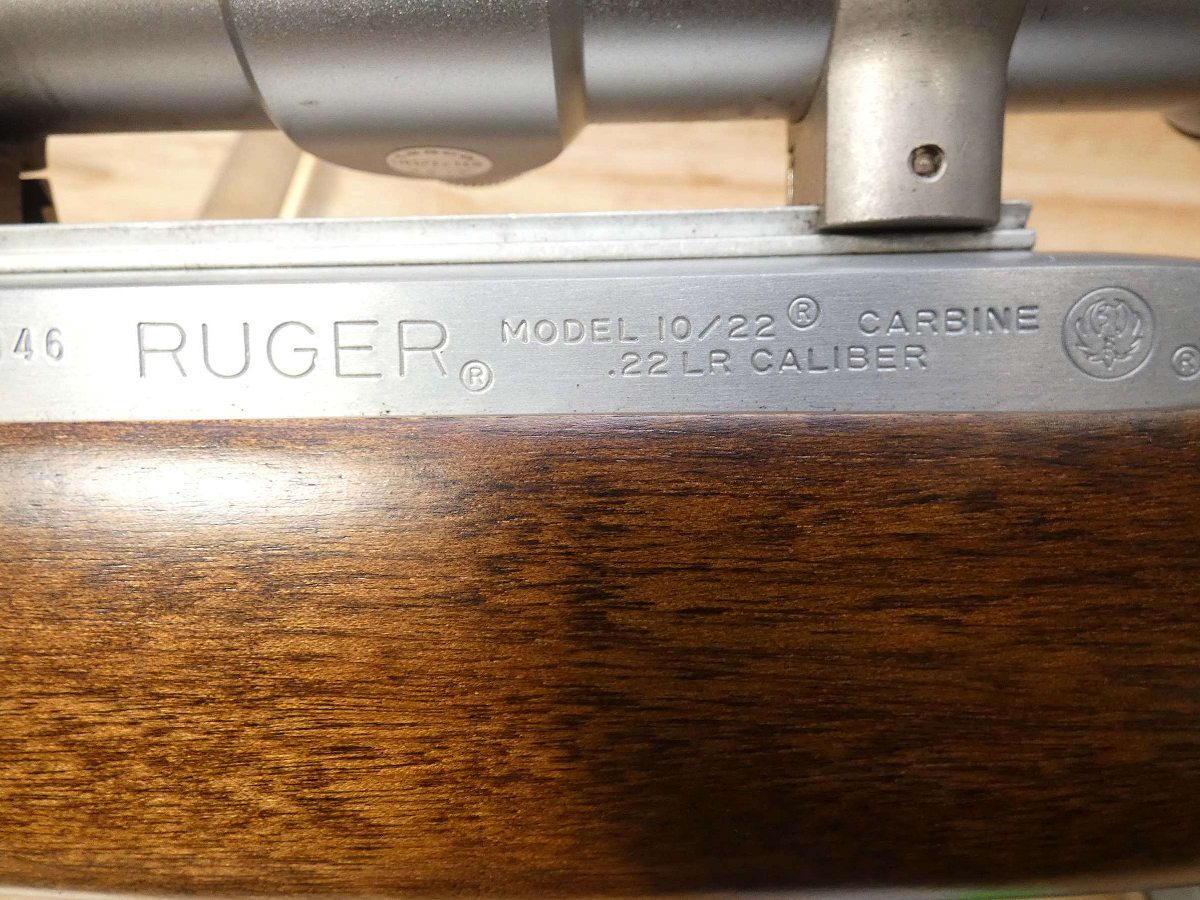 46
RUGER®
MODEL 10/22® CARBINE
.22 LR CALIBER
®